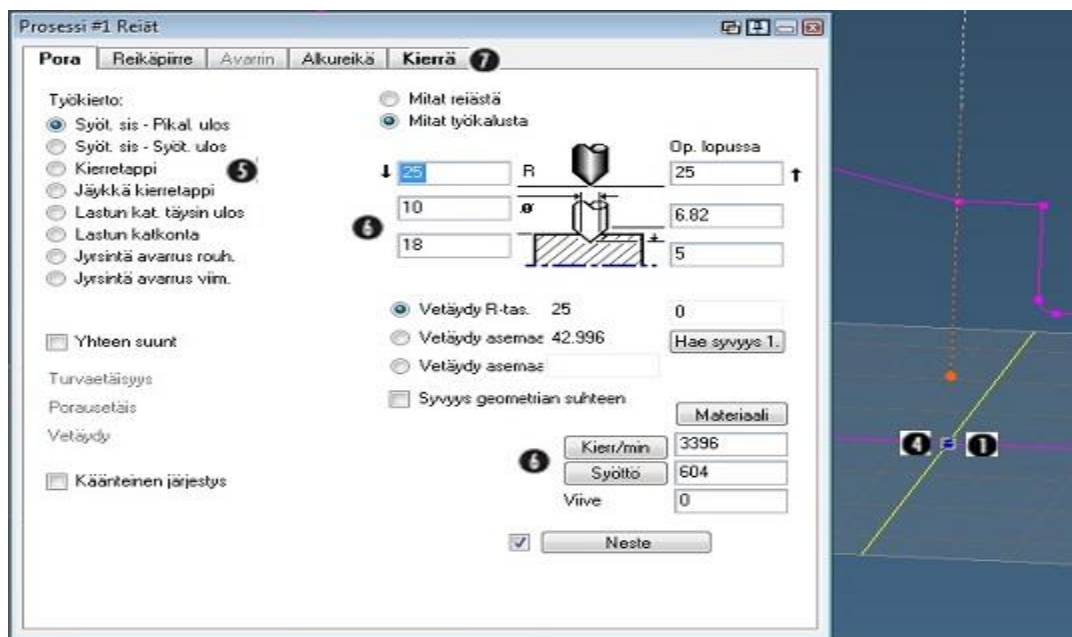 Prosessi #1 Reiät
Pora Reikäpiirre Avarrin Alkureikä Kierrä 7
Työkierto:
Syöt. sis - Pikal. ulos
Syöt. sis - Syöt. ulos
Kierretappi
5
Jäykkä kierretappi
Lastun kat. täysin ulos
Lastun katkonta
Jyrsintä avarrus rouh.
Jyrsintä avarrus viim.
Yhteen suunt
Turvaetäisyys
Porausetäis
Vetäydy
Käänteinen järjestys
Mitat reiästä
Mitat työkalusta
Op. lopussa
25 R 25
10 ø 6.82
6
18 5
Vetäydy R-tas. 25 0
Vetäydy asemae 42.996 Hae syvyys 1.
Vetäydy asemaa
Syvyys geometrian suhteen
Materiaali
6
Kierr/min 3396
Syöttö 604
Viive 0
Neste
4 1